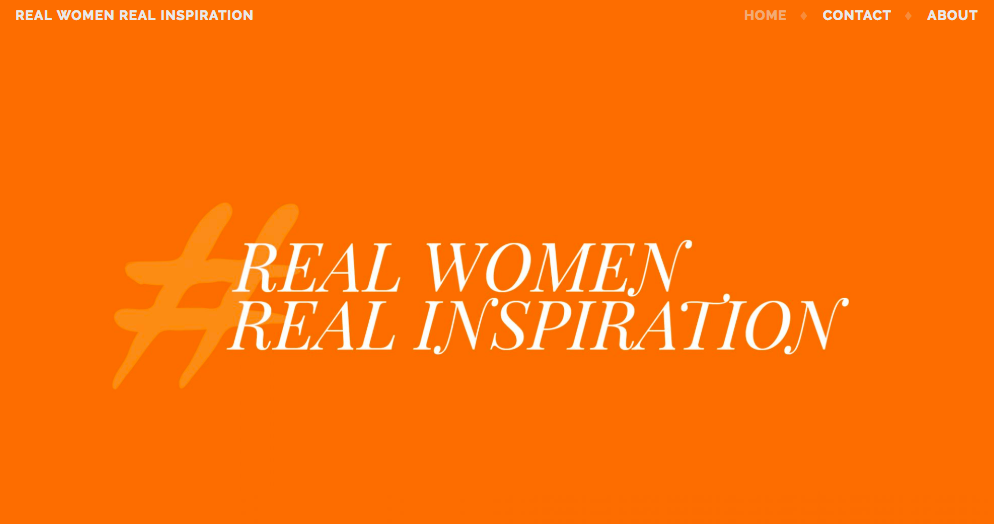 REAL WOMEN REAL INSPIRATION
HOME ♦ CONTACT ♦ ABOUT
#
REAL WOMEN
REAL INSPIRATION